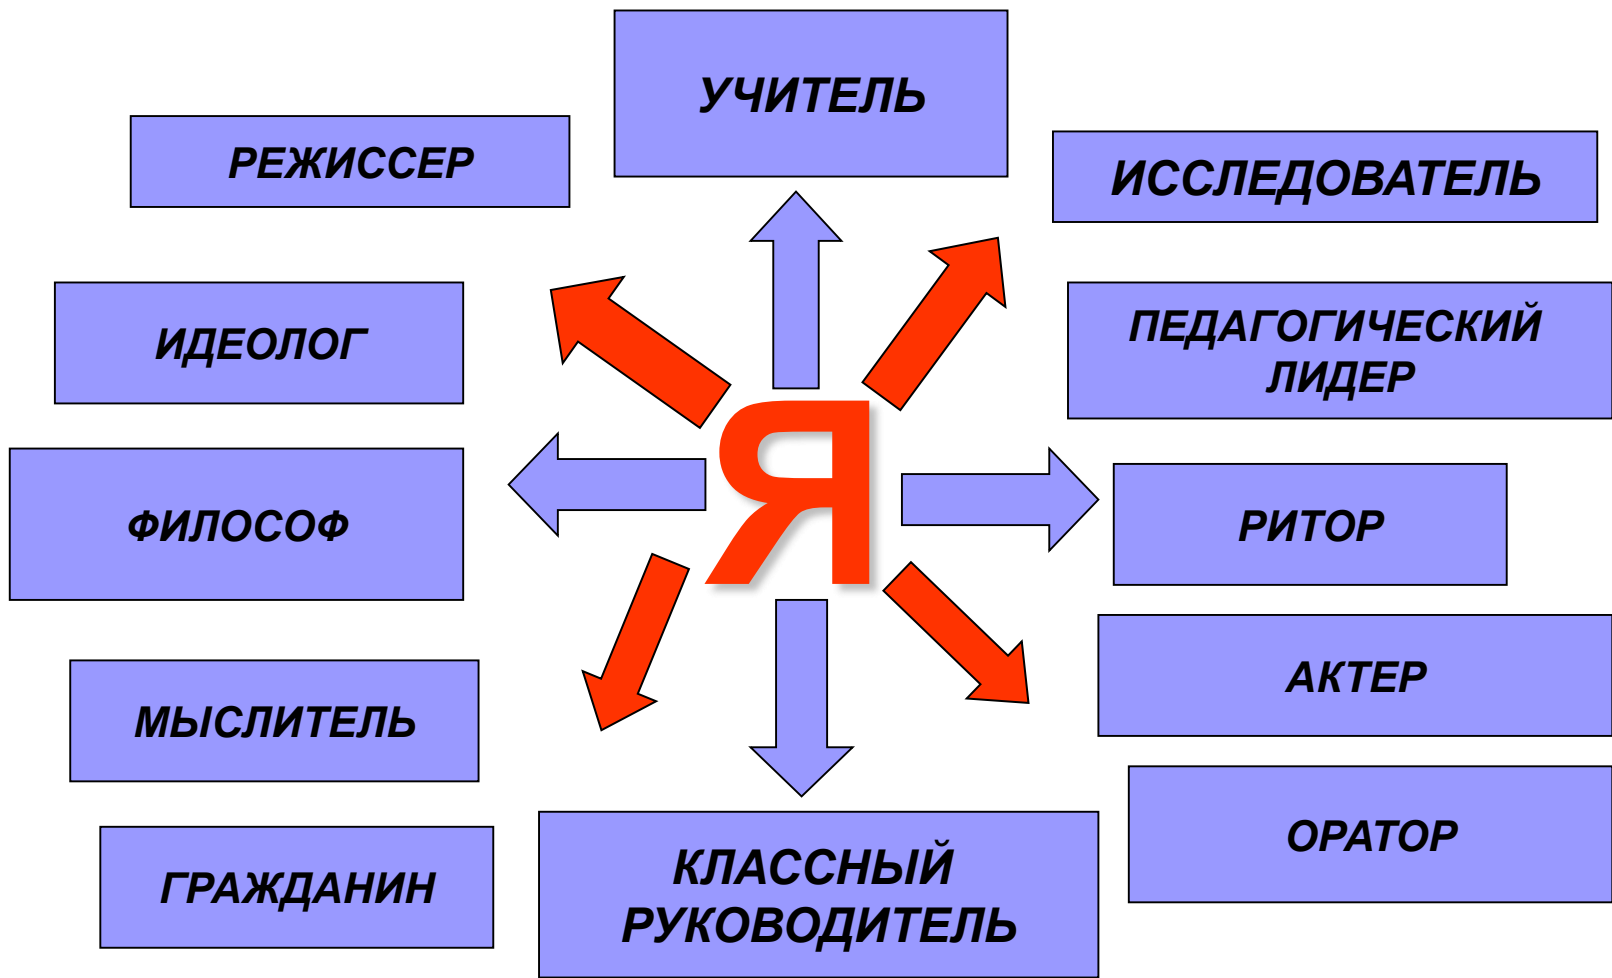 УЧИТЕЛЬ
РЕЖИССЕР
ИССЛЕДОВАТЕЛЬ
ИДЕОЛОГ
ПЕДАГОГИЧЕСКИЙ
ЛИДЕР
Я
ФИЛОСОФ
РИТОР
АКТЕР
МЫСЛИТЕЛЬ
ОРАТОР
ГРАЖДАНИН
КЛАССНЫЙ
РУКОВОДИТЕЛЬ